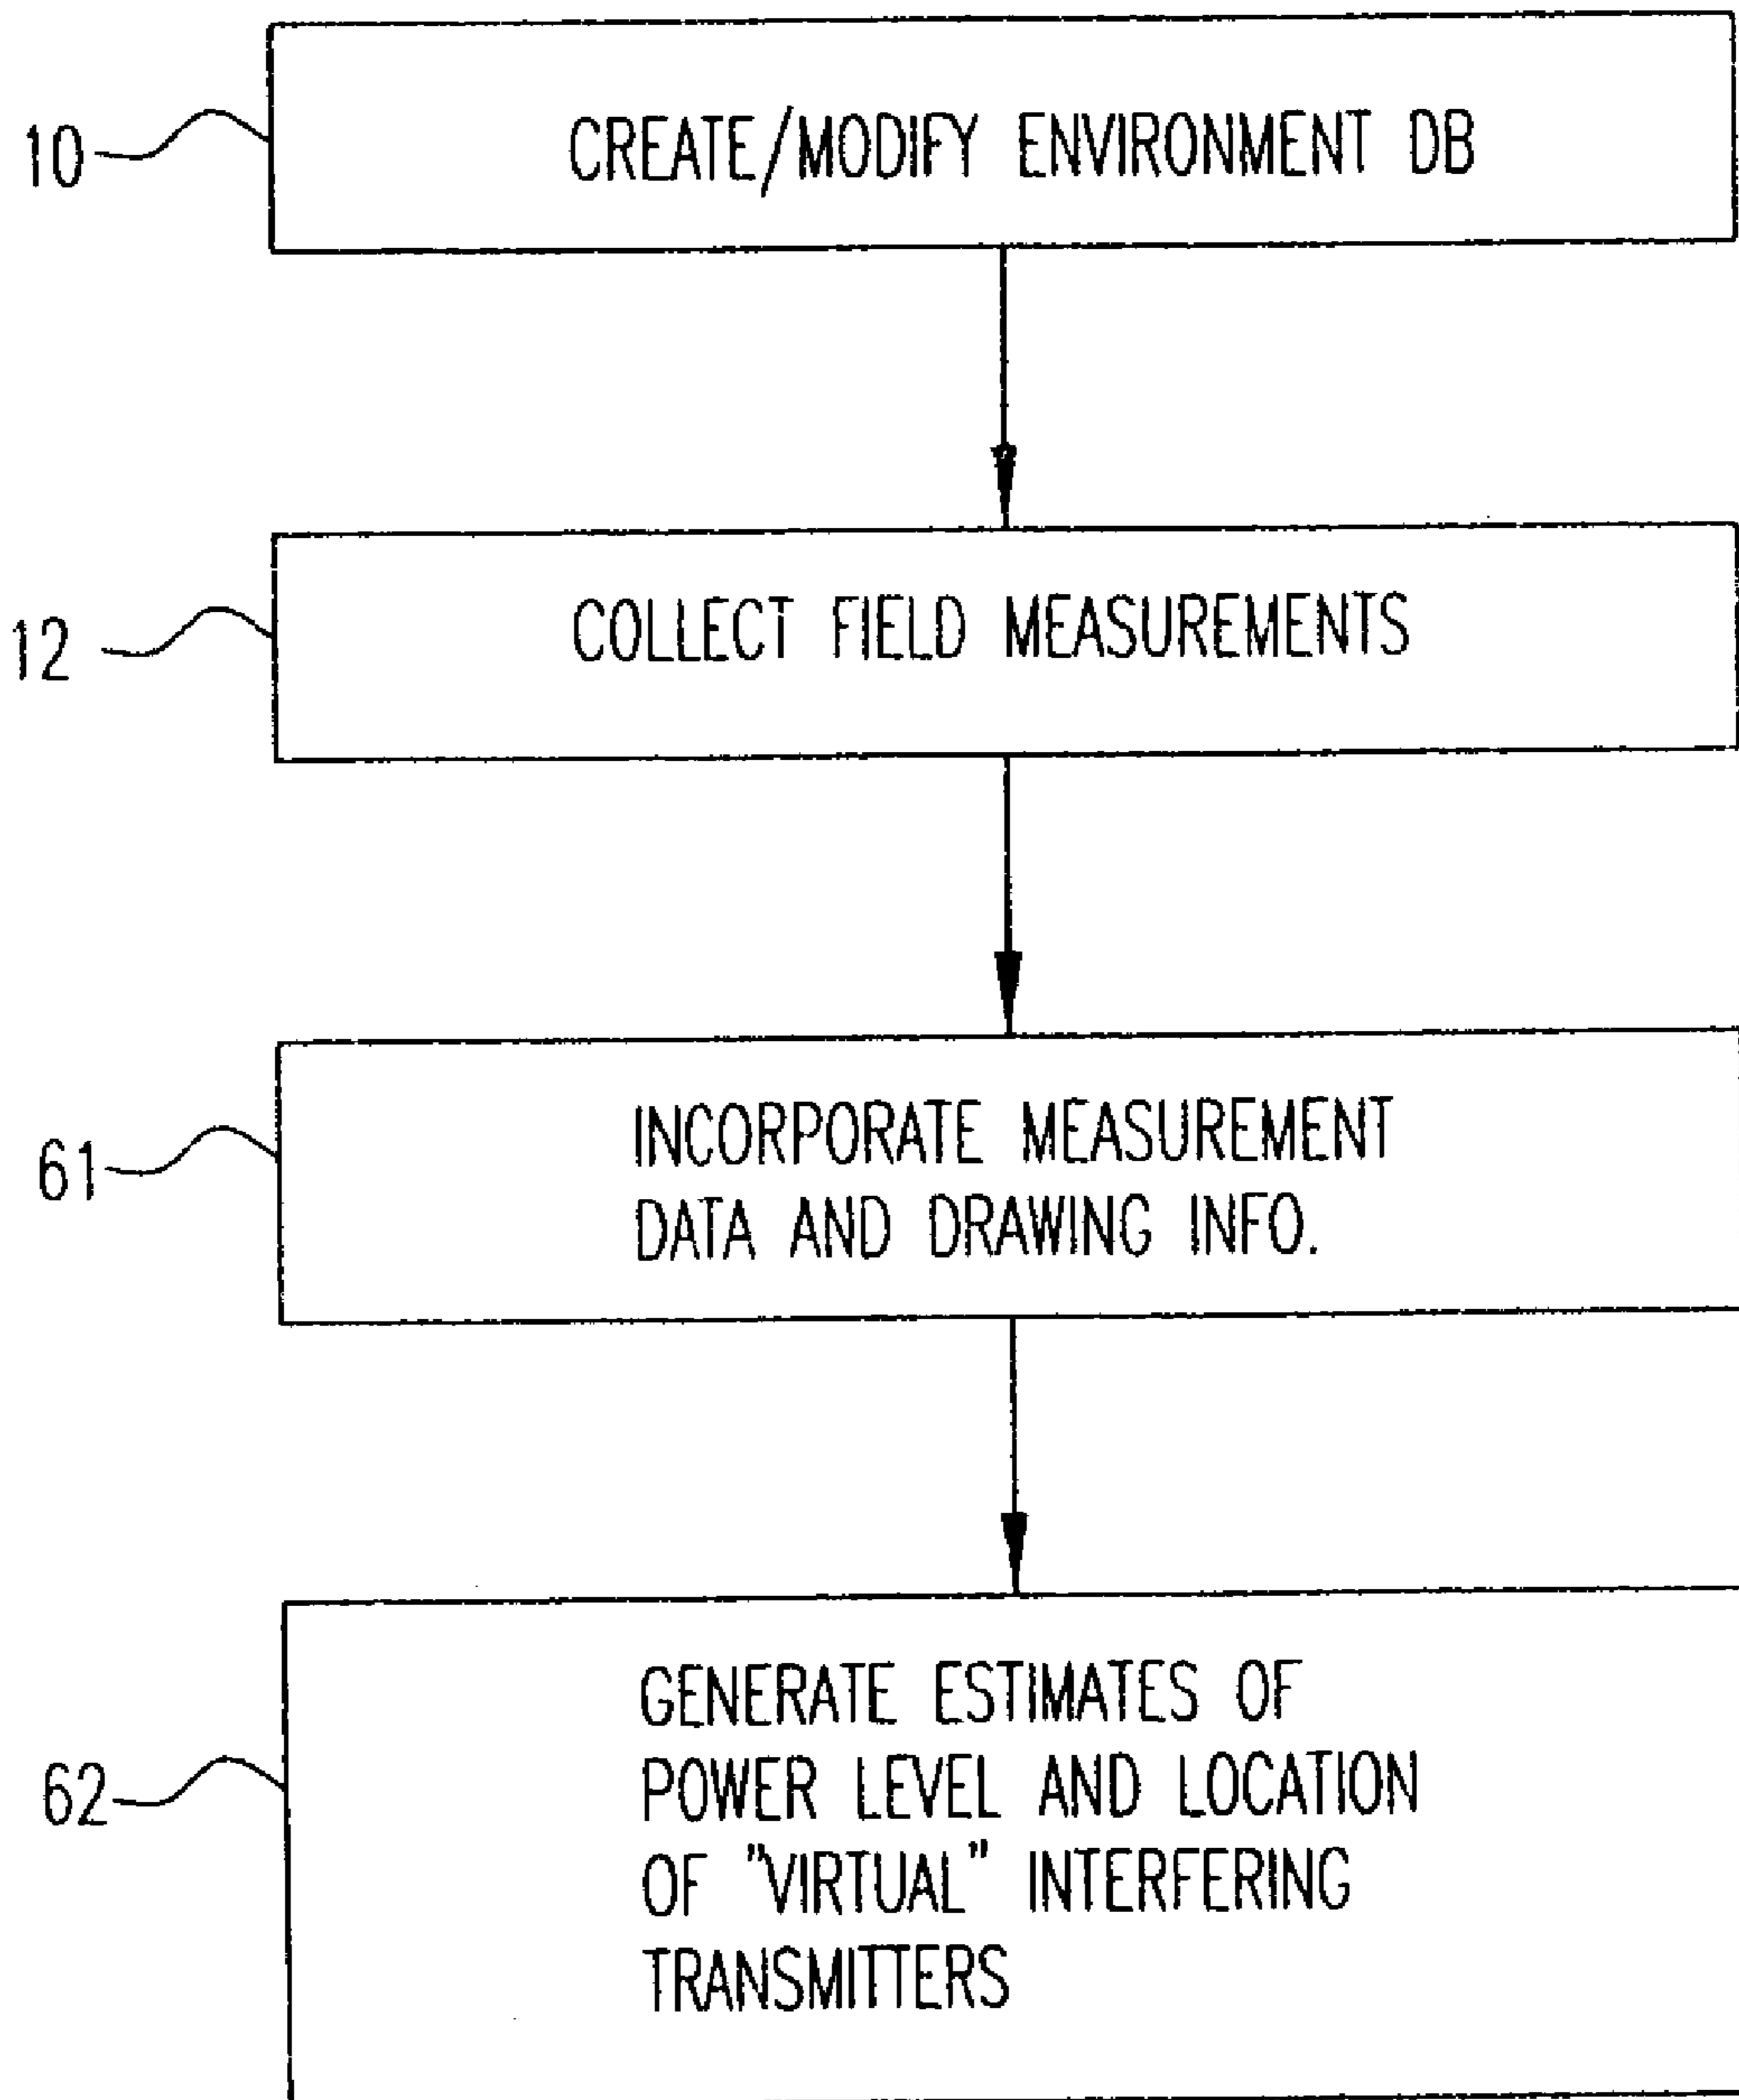 10
CREATE/MODIFY ENVIRONMENT DB
12
COLLECT FIELD MEASUREMENTS
61
INCORPORATE MEASUREMENT
DATA AND DRAWING INFO.
62
GENERATE ESTIMATES OF
POWER LEVEL AND LOCATION
OF "VIRTUAL" INTERFERING
TRANSMITTERS